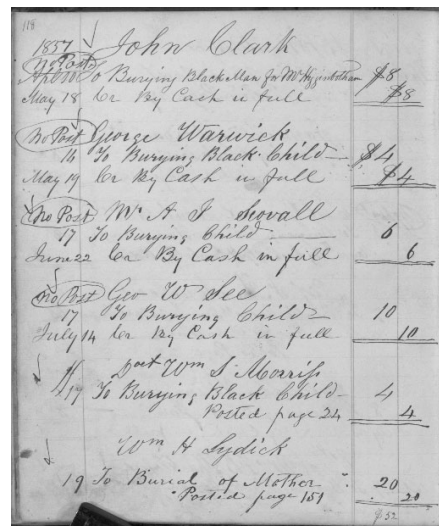 118
1857 John Clark
No Post
To Burying Black Man for Mr Higginbotham $8
May 18 Cr By Cash in full $8
No Post George Warwick
14 To Burying Black Child $4
May 19 Cr By Cash in full $4
No Post Mr A J Sovall
17 To Burying Child 6
June 22 Cr By Cash in full 6
No Post Geo W See
17 To Burying Child 10
July 14 Cr By Cash in full 10
Doct Wm S Morriss
17 To Burying Black Child 4
Posted page 24 4
Wm H Lydick
19 To Burial of Mother 20
Posted page 151 20
$52